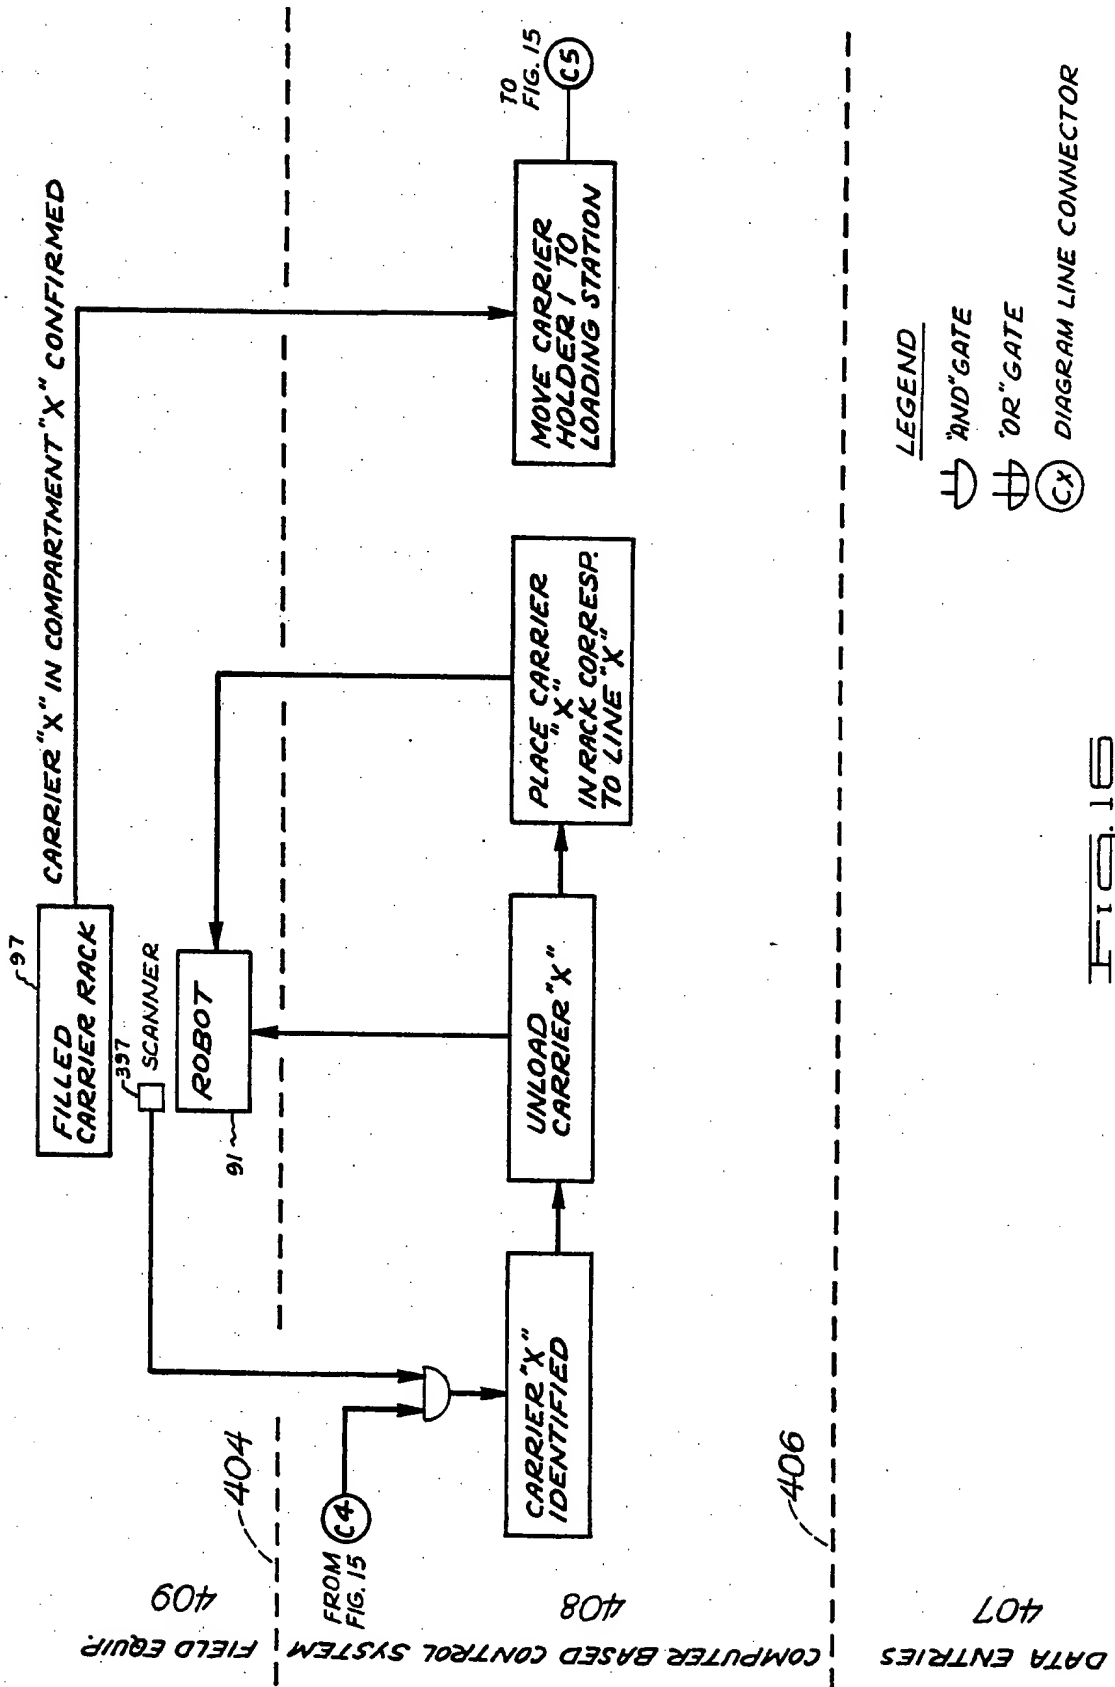 97
FILLED
CARRIER RACK
CARRIER "X" IN COMPARTMENT "X" CONFIRMED
397
SCANNER
ROBOT
91
404
FROM
FIG. 15
C4
CARRIER "X"
IDENTIFIED
UNLOAD
CARRIER "X"
PLACE CARRIER
"X"
IN RACK CORRESP.
TO LINE "X"
MOVE CARRIER
HOLDER 1 TO
LOADING STATION
TO
FIG. 15
C5
406
LEGEND
"AND" GATE
"OR" GATE
CX DIAGRAM LINE CONNECTOR
409
FIELD EQUIP.
408
COMPUTER BASED CONTROL SYSTEM
407
DATA ENTRIES
FIG. 16